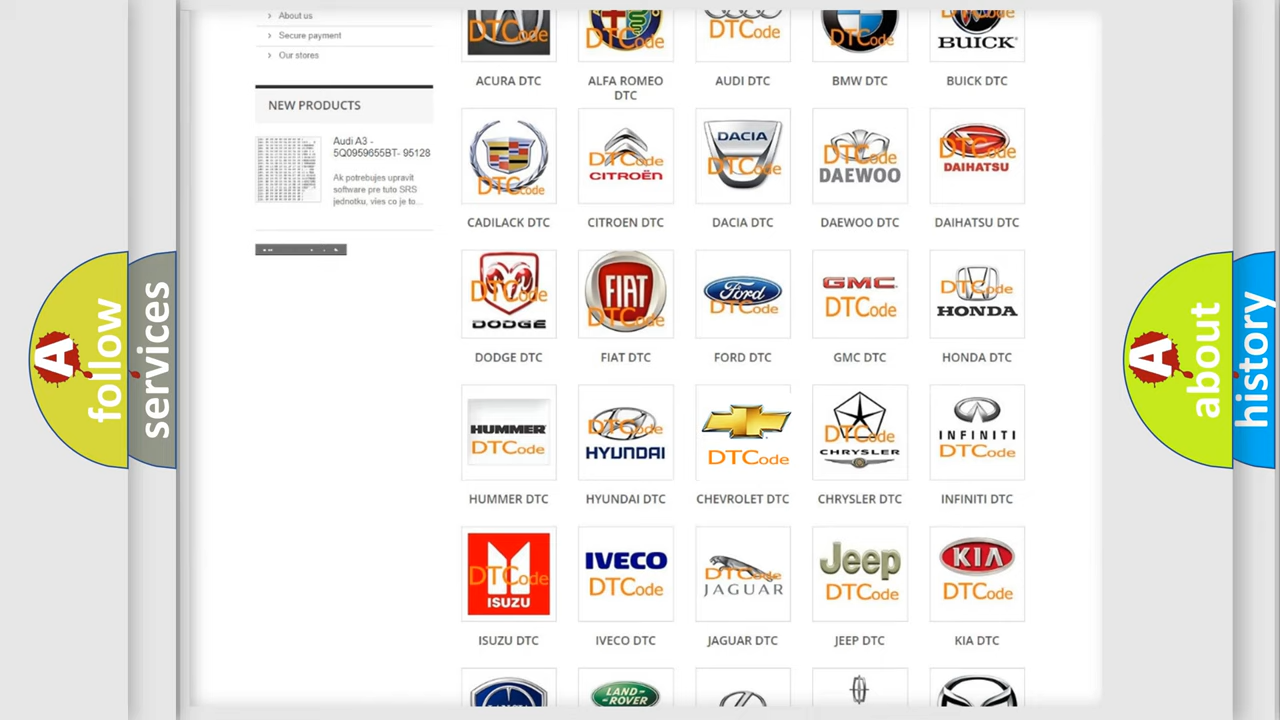 About us
Secure payment
Our stores
NEW PRODUCTS
Audi A3 -
5Q0959655BT- 95128
Ak potrebujes upravit
software pre tuto SRS
jednotku, vies co je to...
DTCode
DTCode
DTCode
DTCode
BUICK
ACURA DTC
ALFA ROMEO
DTC
AUDI DTC
BMW DTC
BUICK DTC
DTCode
DTCode
CITROËN
DACIA
DTCode
DTCode
DAEWOO
DTCode
DAIHATSU
CADILACK DTC
CITROEN DTC
DACIA DTC
DAEWOO DTC
DAIHATSU DTC
DTCode
DODGE
FIAT
DTCode
Ford
DTCode
GMC
DTCode
DTCode
HONDA
DODGE DTC
FIAT DTC
FORD DTC
GMC DTC
HONDA DTC
HUMMER
DTCode
DTCode
HYUNDAI
DTCode
DTCode
CHRYSLER
INFINITI
DTCode
HUMMER DTC
HYUNDAI DTC
CHEVROLET DTC
CHRYSLER DTC
INFINITI DTC
DTCode
ISUZU
IVECO
DTCode
DTCode
JAGUAR
Jeep
DTCode
KIA
DTCode
ISUZU DTC
IVECO DTC
JAGUAR DTC
JEEP DTC
KIA DTC
LAND-
ROVER
A
follow
services
A
about
history